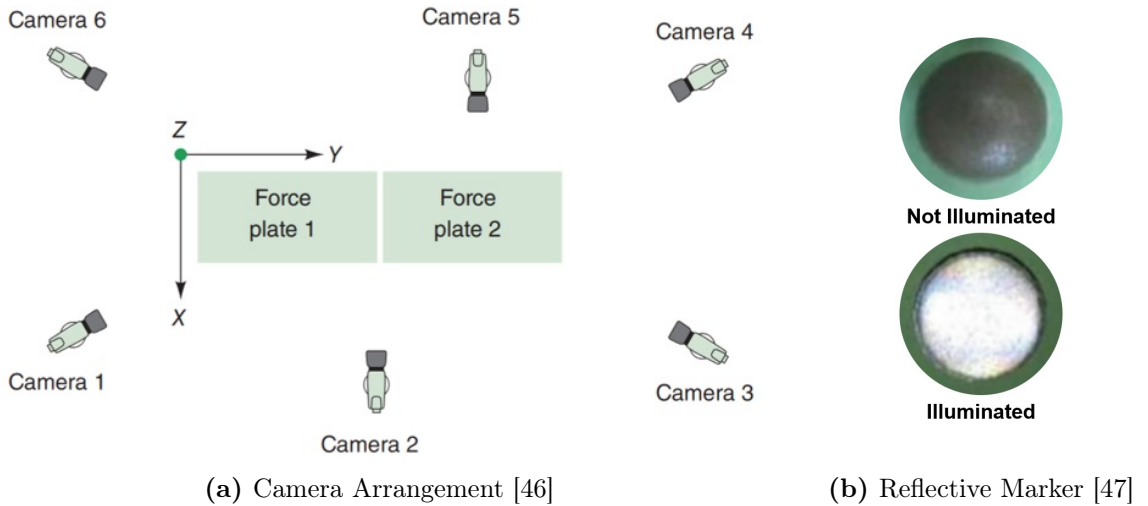 Camera 6
Camera 5
Camera 4
Z
Y
Force
plate 1
Force
plate 2
X
Camera 1
Camera 2
Camera 3
Not Illuminated
Illuminated
(a) Camera Arrangement [46]
(b) Reflective Marker [47]